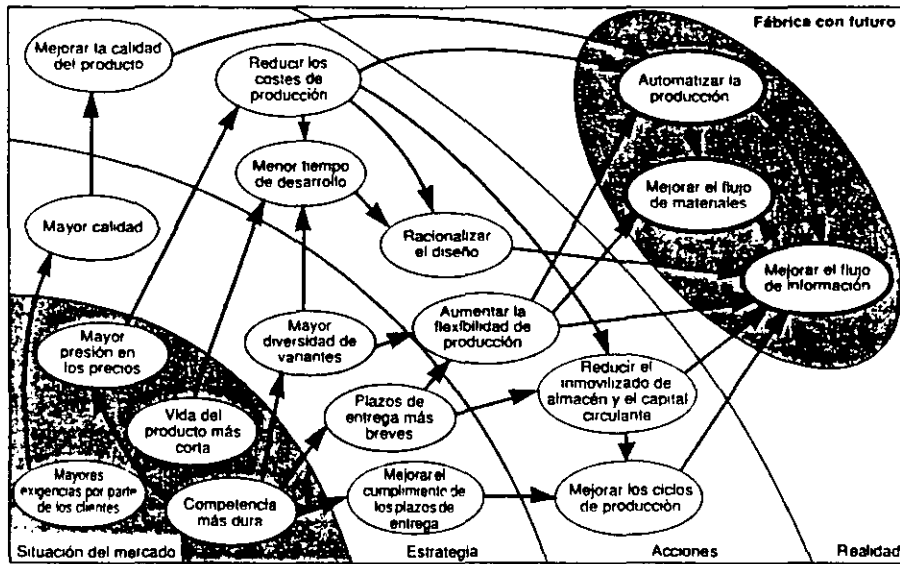 Fábrica con futuro
Mejorar la calidad
del producto
Reducir los
costes de
producción
Automatizar la
producción
Menor tiempo
de desarrollo
Mejorar el flujo
de materiales
Mayor calidad
Racionalizar
el diseño
Mejorar el flujo
de información
Mayor
presión en
los precios
Mayor
diversidad de
variantes
Aumentar la
flexibilidad de
producción
Reducir el
inmovilizado de
almacén y el capital
circulante
Vida del
producto más
corta
Plazos de
entrega más
breves
Mayores
exigencias por parte
de los clientes
Competencia
más dura
Mejorar el
cumplimiento de
los plazos de
entrega
Mejorar los ciclos
de producción
Situación del mercado
Estrategia
Acciones
Realidad